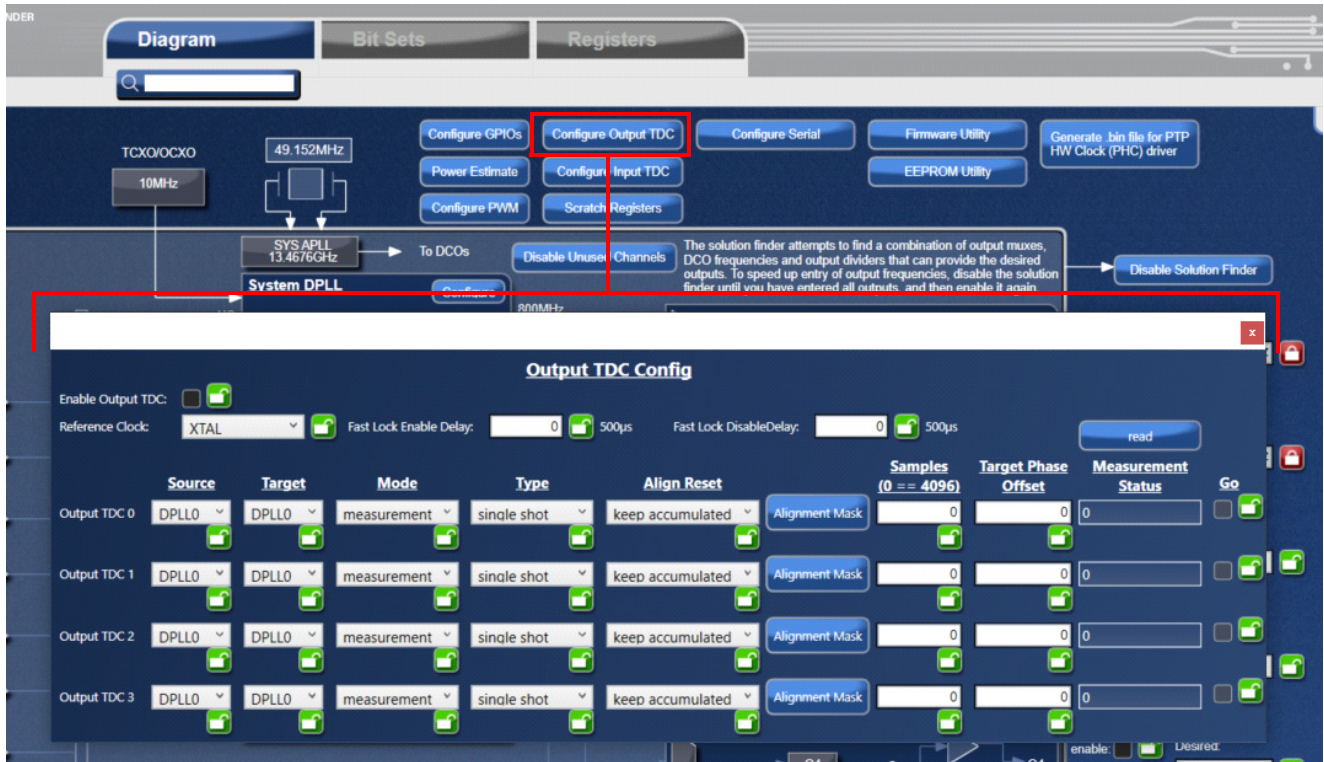 NDER
Diagram
Bit Sets
Registers
Configure GPIOs
Configure Output TDC
Configure Serial
Firmware Utility
Generate .bin file for PTP
HW Clock (PHC) driver
TCXO/OCXO
49.152MHz
10MHz
Power Estimate
Configure Input TDC
EEPROM Utility
Configure PWM
Scratch Registers
SYS APLL
13.4676GHz
To DCOs
Disable Unused Channels
The solution finder attempts to find a combination of output muxes,
DCO frequencies and output dividers that can provide the desired
outputs. To speed up entry of output frequencies, disable the solution
finder until you have entered all outputs, and then enable it again.
Disable Solution Finder
System DPLL
Configure
800MHz
x
Output TDC Config
Enable Output TDC:
Reference Clock:
XTAL
Fast Lock Enable Delay:
0
500µs
Fast Lock DisableDelay:
0
500µs
read
Source
Target
Mode
Type
Align Reset
Samples
(0 == 4096)
Target Phase
Offset
Measurement
Status
Go
Output TDC 0 DPLL0 DPLL0 measurement single shot keep accumulated Alignment Mask 0 0 0
Output TDC 1 DPLL0 DPLL0 measurement single shot keep accumulated Alignment Mask 0 0 0
Output TDC 2 DPLL0 DPLL0 measurement single shot keep accumulated Alignment Mask 0 0 0
Output TDC 3 DPLL0 DPLL0 measurement single shot keep accumulated Alignment Mask 0 0 0
enable:
Desired: